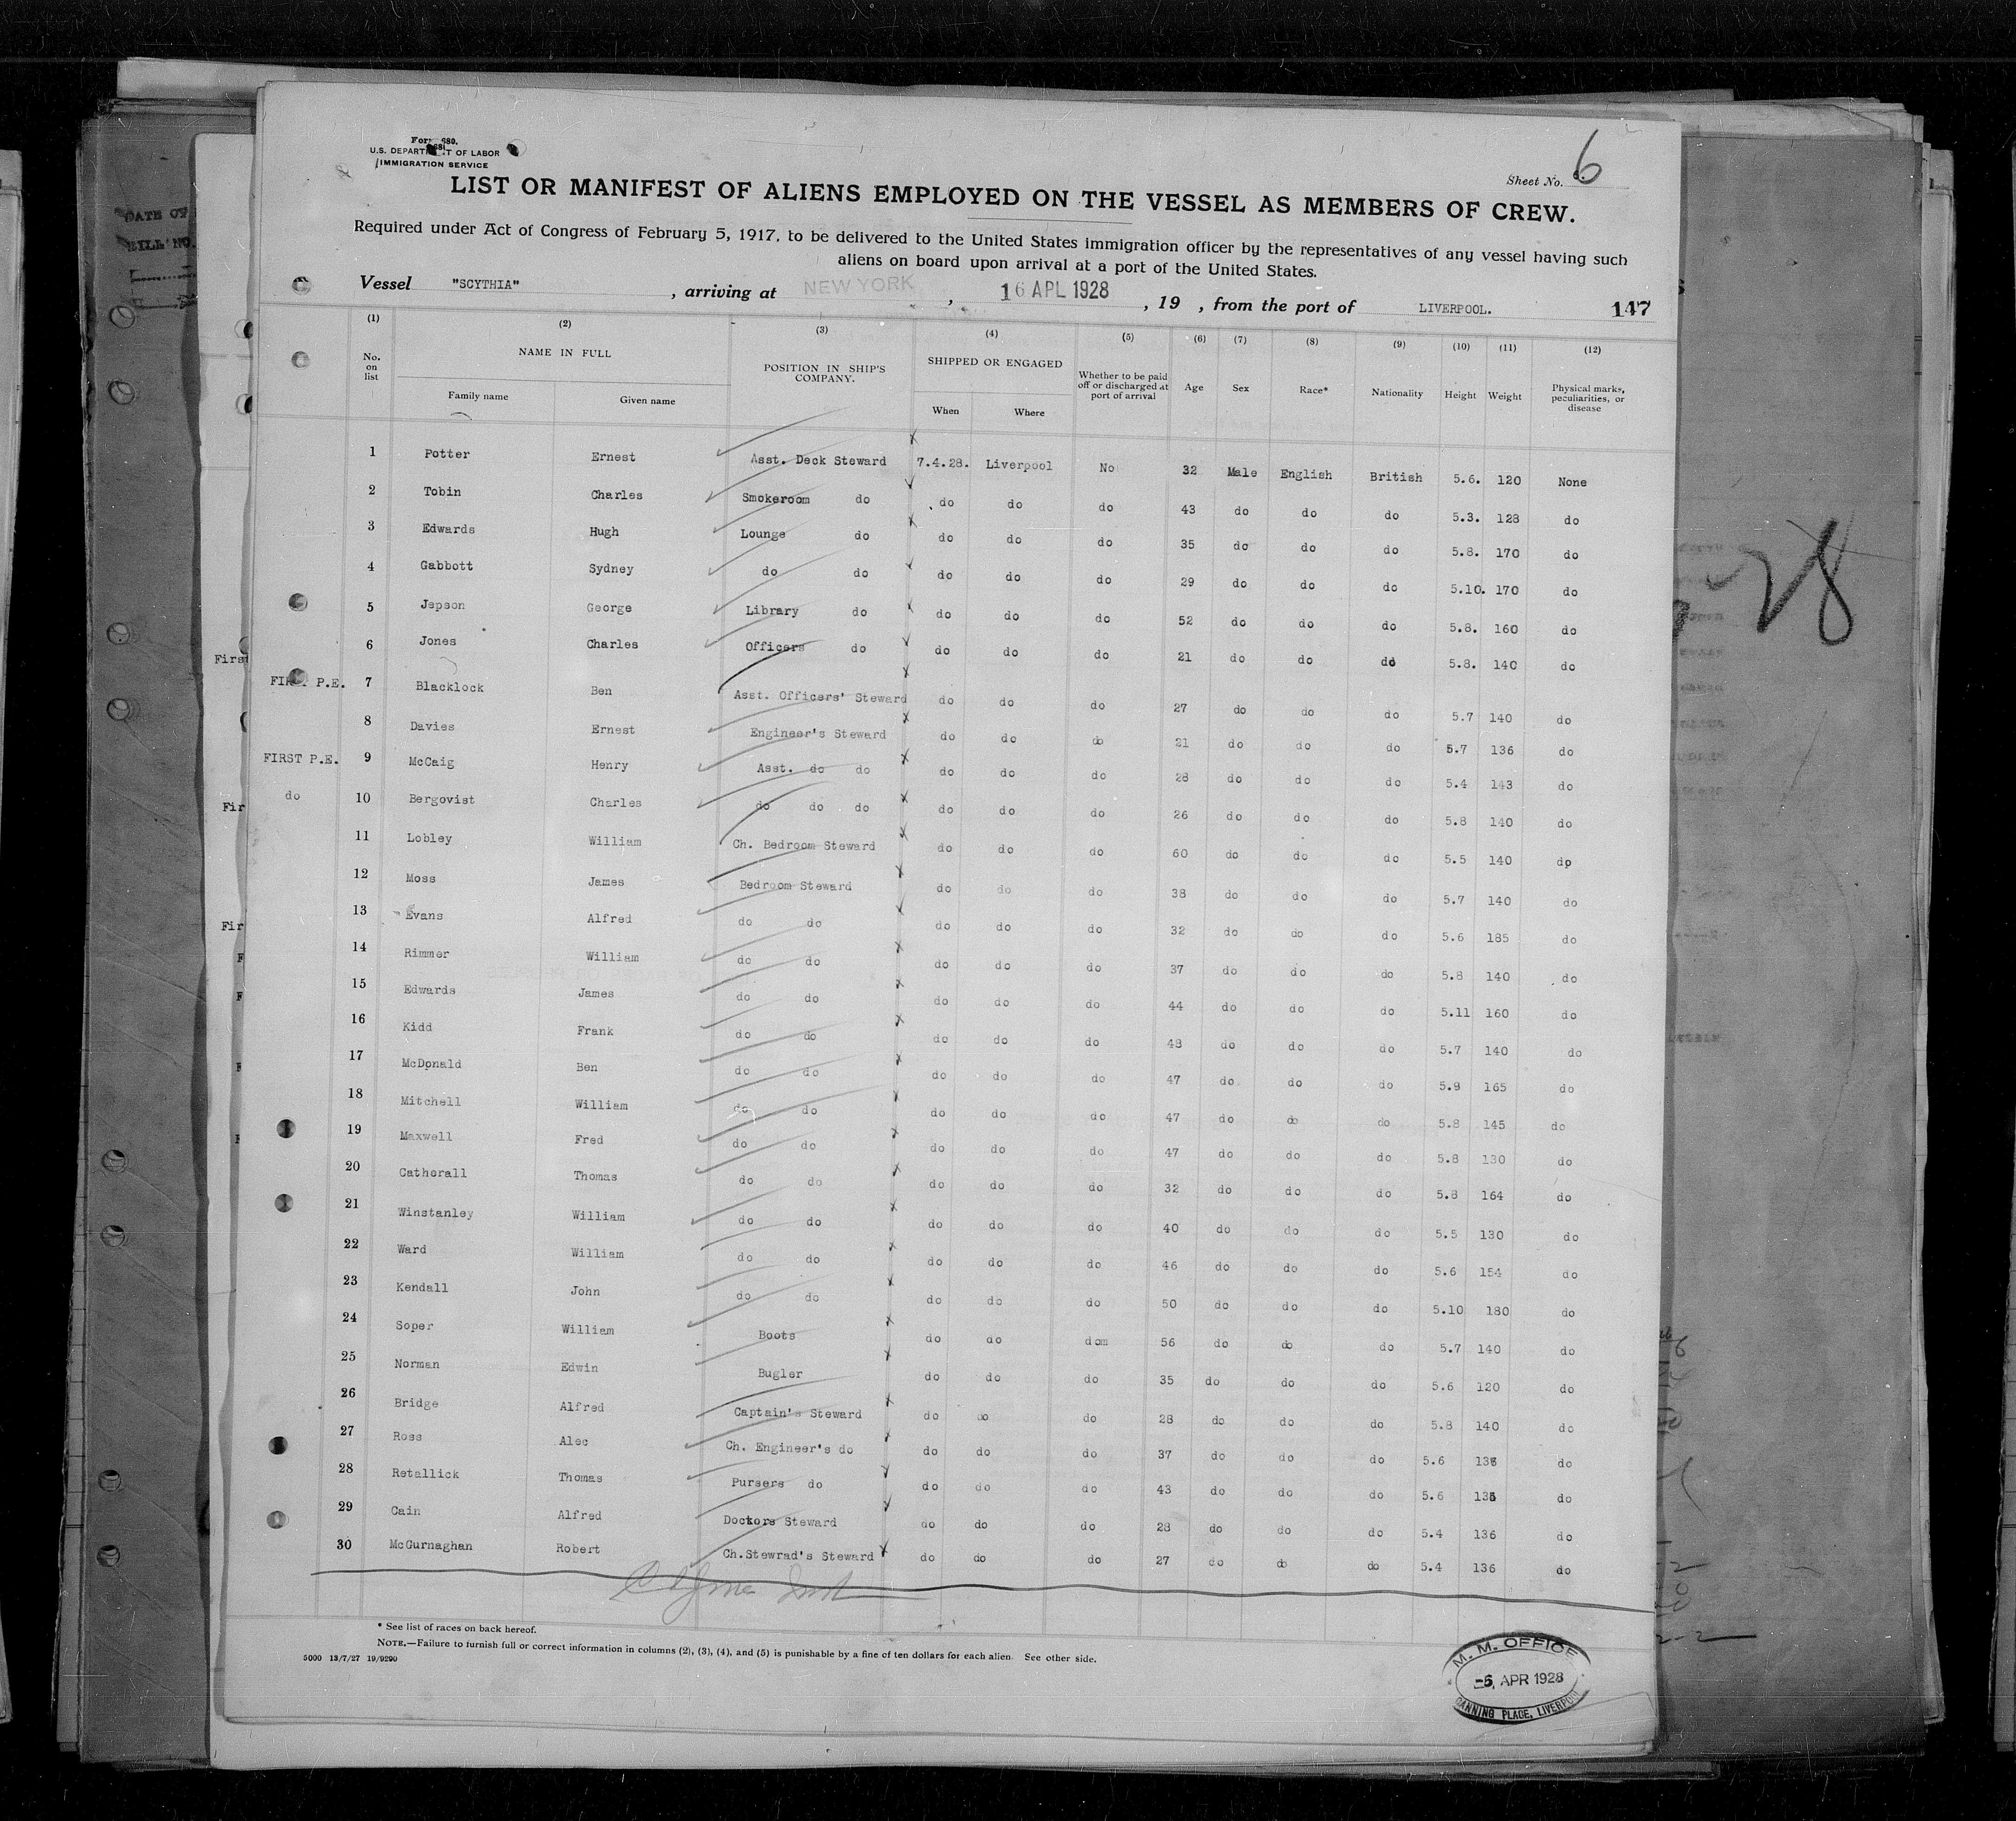 Form 680.
U.S. DEPARTMENT OF LABOR
IMMIGRATION SERVICE
Sheet No. 6
LIST OR MANIFEST OF ALIENS EMPLOYED ON THE VESSEL AS MEMBERS OF CREW.
Required under Act of Congress of February 5, 1917, to be delivered to the United States immigration officer by the representatives of any vessel having such
aliens on board upon arrival at a port of the United States.
Vessel "SCYTHIA" , arriving at NEW YORK , 16 APL 1928 , 19 , from the port of LIVERPOOL. 147
(1) (2) (3) (4) (5) (6) (7) (8) (9) (10) (11) (12)
No. on list NAME IN FULL Family name Given name POSITION IN SHIP'S COMPANY. SHIPPED OR ENGAGED When Where Whether to be paid off or discharged at port of arrival Age Sex Race* Nationality Height Weight Physical marks, peculiarities, or disease
1 Potter Ernest Asst. Deck Steward 7.4.28. Liverpool No 32 Male English British 5.6. 120 None
2 Tobin Charles Smokeroom do do do do 43 do do do 5.3. 128 do
3 Edwards Hugh Lounge do do do do 35 do do do 5.8. 170 do
4 Gabbott Sydney do do do do do 29 do do do 5.10. 170 do
5 Jepson George Library do do do do 52 do do do 5.8. 160 do
6 Jones Charles Officers do do do do 21 do do do 5.8. 140 do
FIRST P.E. 7 Blacklock Ben Asst. Officers' Steward do do do 27 do do do 5.7 140 do
8 Davies Ernest Engineer's Steward do do do 21 do do do 5.7 136 do
FIRST P.E. 9 McCaig Henry Asst. do do do do do 28 do do do 5.4 143 do
do 10 Bergovist Charles do do do do do do 26 do do do 5.8 140 do
11 Lobley William Ch. Bedroom Steward do do do 60 do do do 5.5 140 dp
12 Moss James Bedroom Steward do do do 38 do do do 5.7 140 do
13 Evans Alfred do do do do do 32 do do do 5.6 185 do
14 Rimmer William do do do do do 37 do do do 5.8 140 do
15 Edwards James do do do do do 44 do do do 5.11 160 do
16 Kidd Frank do do do do do 48 do do do 5.7 140 do
17 McDonald Ben do do do do do 47 do do do 5.9 165 do
18 Mitchell William do do do do do 47 do do do 5.8 145 do
19 Maxwell Fred do do do do do 47 do do do 5.8 130 do
20 Catherall Thomas do do do do do 32 do do do 5.8 164 do
21 Winstanley William do do do do do 40 do do do 5.5 130 do
22 Ward William do do do do do 46 do do do 5.6 154 do
23 Kendall John do do do do do 50 do do do 5.10 180 do
24 Soper William Boots do do dom 56 do do do 5.7 140 do
25 Norman Edwin Bugler do do do 35 do do do 5.6 120 do
26 Bridge Alfred Captain's Steward do do do 28 do do do 5.8 140 do
27 Ross Alec Ch. Engineer's do do do do 37 do do do 5.6 do
28 Retallick Thomas Pursers do do do do 43 do do do 5.6 do
29 Cain Alfred Doctors Steward do do do 28 do do do 5.4 136 do
30 McGurnaghan Robert Ch.Stewrad's Steward do do do 27 do do do 5.4 136 do
* See list of races on back hereof.
NOTE.—Failure to furnish full or correct information in columns (2), (3), (4), and (5) is punishable by a fine of ten dollars for each alien. See other side.
5000 13/7/27 19/9290
M. M. OFFICE
-5 APR 1928
CANNING PLACE, LIVERPOOL
28